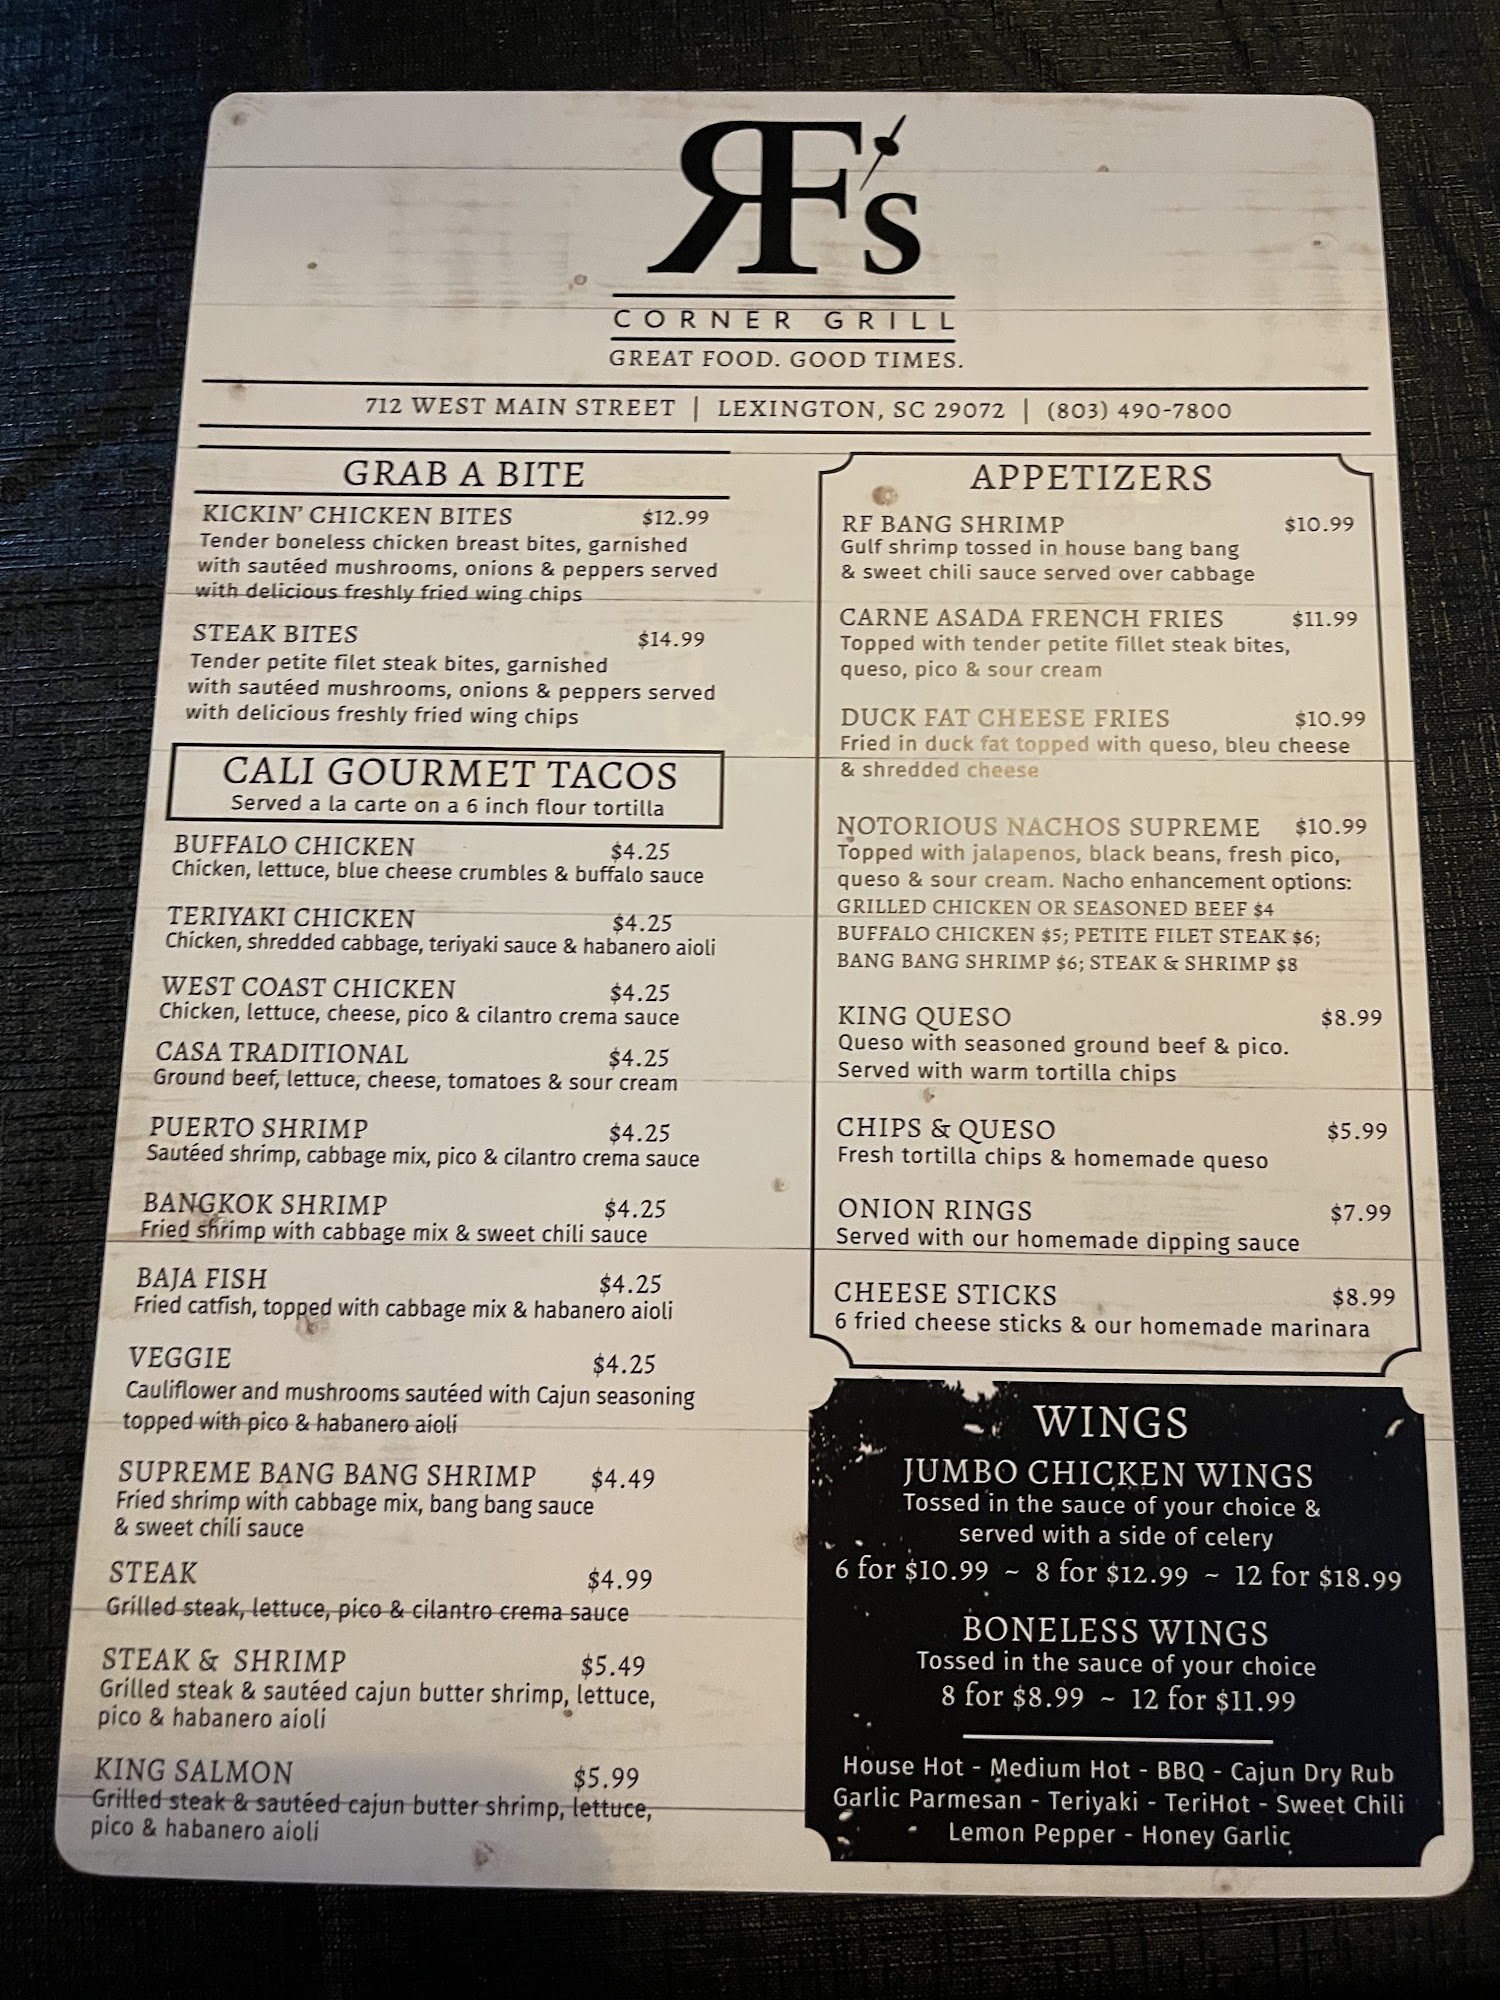 RF's
CORNER GRILL
GREAT FOOD. GOOD TIMES.
712 WEST MAIN STREET | LEXINGTON, SC 29072 | (803) 490-7800
GRAB A BITE
KICKIN' CHICKEN BITES $12.99
Tender boneless chicken breast bites, garnished
with sautéed mushrooms, onions & peppers served
with delicious freshly fried wing chips
STEAK BITES $14.99
Tender petite filet steak bites, garnished
with sautéed mushrooms, onions & peppers served
with delicious freshly fried wing chips
CALI GOURMET TACOS
Served a la carte on a 6 inch flour tortilla
BUFFALO CHICKEN $4.25
Chicken, lettuce, blue cheese crumbles & buffalo sauce
TERIYAKI CHICKEN $4.25
Chicken, shredded cabbage, teriyaki sauce & habanero aioli
WEST COAST CHICKEN $4.25
Chicken, lettuce, cheese, pico & cilantro crema sauce
CASA TRADITIONAL $4.25
Ground beef, lettuce, cheese, tomatoes & sour cream
PUERTO SHRIMP $4.25
Sautéed shrimp, cabbage mix, pico & cilantro crema sauce
BANGKOK SHRIMP $4.25
Fried shrimp with cabbage mix & sweet chili sauce
BAJA FISH $4.25
Fried catfish, topped with cabbage mix & habanero aioli
VEGGIE $4.25
Cauliflower and mushrooms sautéed with Cajun seasoning
topped with pico & habanero aioli
SUPREME BANG BANG SHRIMP $4.49
Fried shrimp with cabbage mix, bang bang sauce
& sweet chili sauce
STEAK $4.99
Grilled steak, lettuce, pico & cilantro crema sauce
STEAK & SHRIMP $5.49
Grilled steak & sautéed cajun butter shrimp, lettuce,
pico & habanero aioli
KING SALMON $5.99
Grilled steak & sautéed cajun butter shrimp, lettuce,
pico & habanero aioli
APPETIZERS
RF BANG SHRIMP $10.99
Gulf shrimp tossed in house bang bang
& sweet chili sauce served over cabbage
CARNE ASADA FRENCH FRIES $11.99
Topped with tender petite fillet steak bites,
queso, pico & sour cream
DUCK FAT CHEESE FRIES $10.99
Fried in duck fat topped with queso, bleu cheese
& shredded cheese
NOTORIOUS NACHOS SUPREME $10.99
Topped with jalapenos, black beans, fresh pico,
queso & sour cream. Nacho enhancement options:
GRILLED CHICKEN OR SEASONED BEEF $4
BUFFALO CHICKEN $5; PETITE FILET STEAK $6;
BANG BANG SHRIMP $6; STEAK & SHRIMP $8
KING QUESO $8.99
Queso with seasoned ground beef & pico.
Served with warm tortilla chips
CHIPS & QUESO $5.99
Fresh tortilla chips & homemade queso
ONION RINGS $7.99
Served with our homemade dipping sauce
CHEESE STICKS $8.99
6 fried cheese sticks & our homemade marinara
WINGS
JUMBO CHICKEN WINGS
Tossed in the sauce of your choice &
served with a side of celery
6 for $10.99 ~ 8 for $12.99 ~ 12 for $18.99
BONELESS WINGS
Tossed in the sauce of your choice
8 for $8.99 ~ 12 for $11.99
House Hot - Medium Hot - BBQ - Cajun Dry Rub
Garlic Parmesan - Teriyaki - TeriHot - Sweet Chili
Lemon Pepper - Honey Garlic